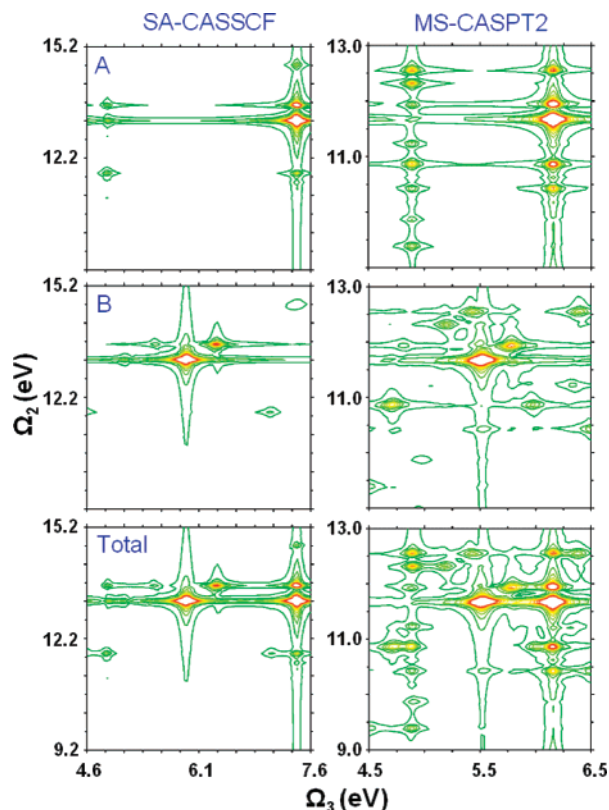 SA-CASSCF MS-CASPT2
15.2 13.0
A
12.2 11.0
15.2 13.0
B
Ω2 (eV) 12.2 11.0
15.2 13.0
Total
12.2 11.0
9.2 9.0
4.6 6.1 7.6 4.5 5.5 6.5
Ω3 (eV)